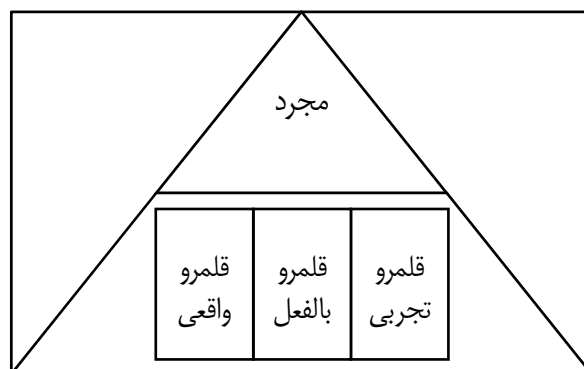 مجرد
قلمرو
تجربی
قلمرو
بالفعل
قلمرو
واقعی